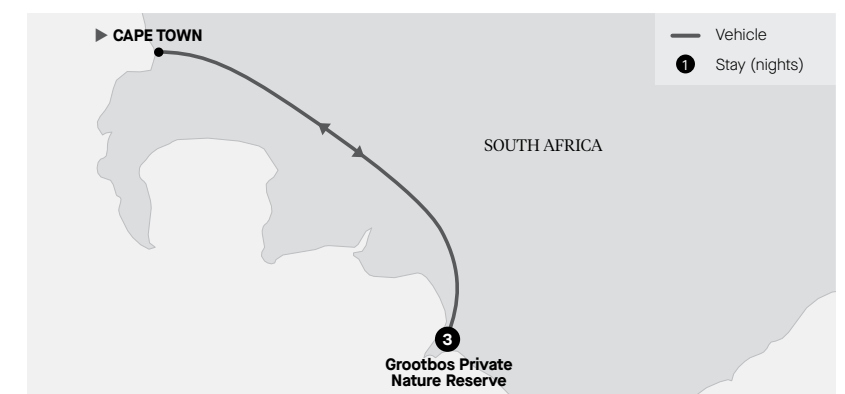 CAPE TOWN
Vehicle
1 Stay (nights)
SOUTH AFRICA
3
Grootbos Private
Nature Reserve